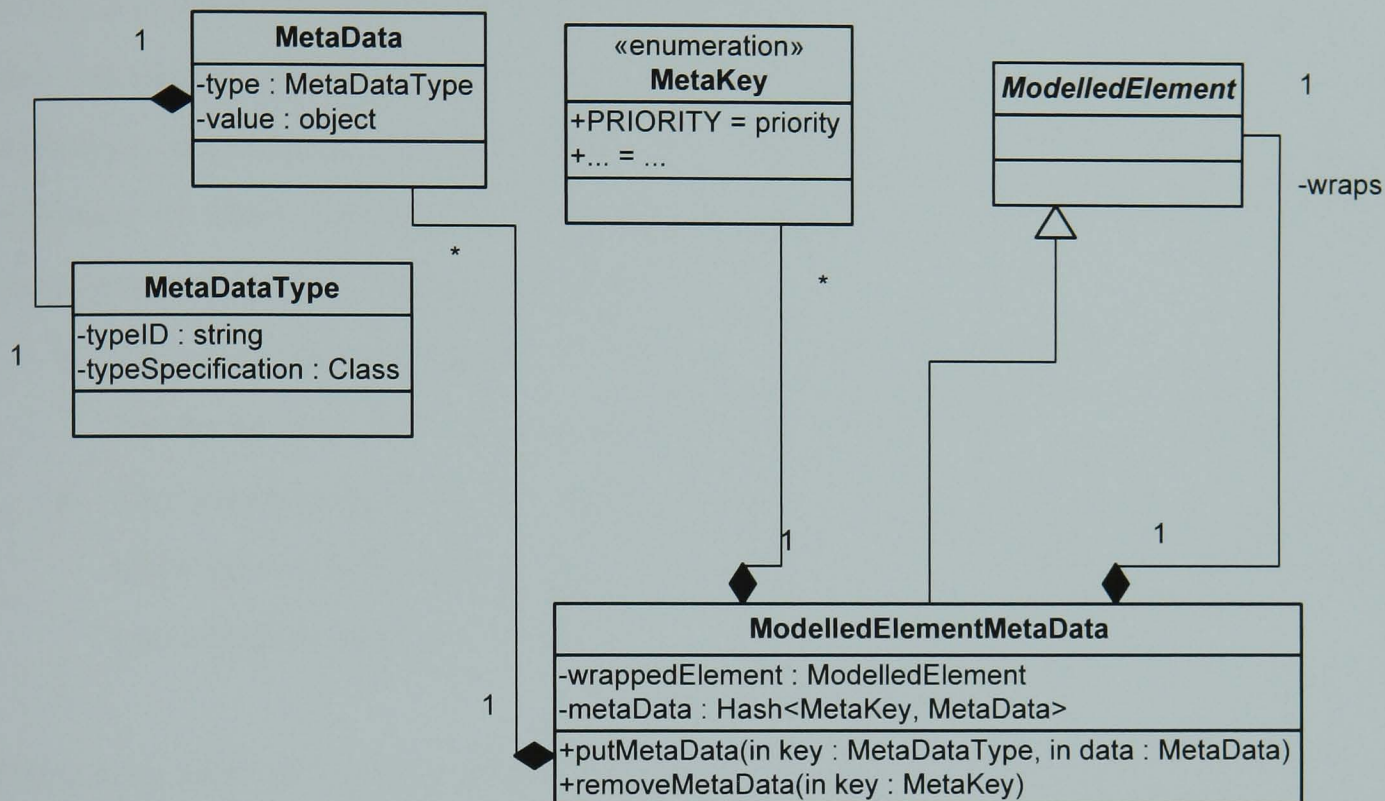 1
MetaData
-type : MetaDataType
-value : object
«enumeration»
MetaKey
+PRIORITY = priority
+... = ...
ModelledElement
1
-wraps
*
*
MetaDataType
-typeID : string
-typeSpecification : Class
1
1
1
ModelledElementMetaData
-wrappedElement : ModelledElement
-metaData : Hash<MetaKey, MetaData>
1
+putMetaData(in key : MetaDataType, in data : MetaData)
+removeMetaData(in key : MetaKey)